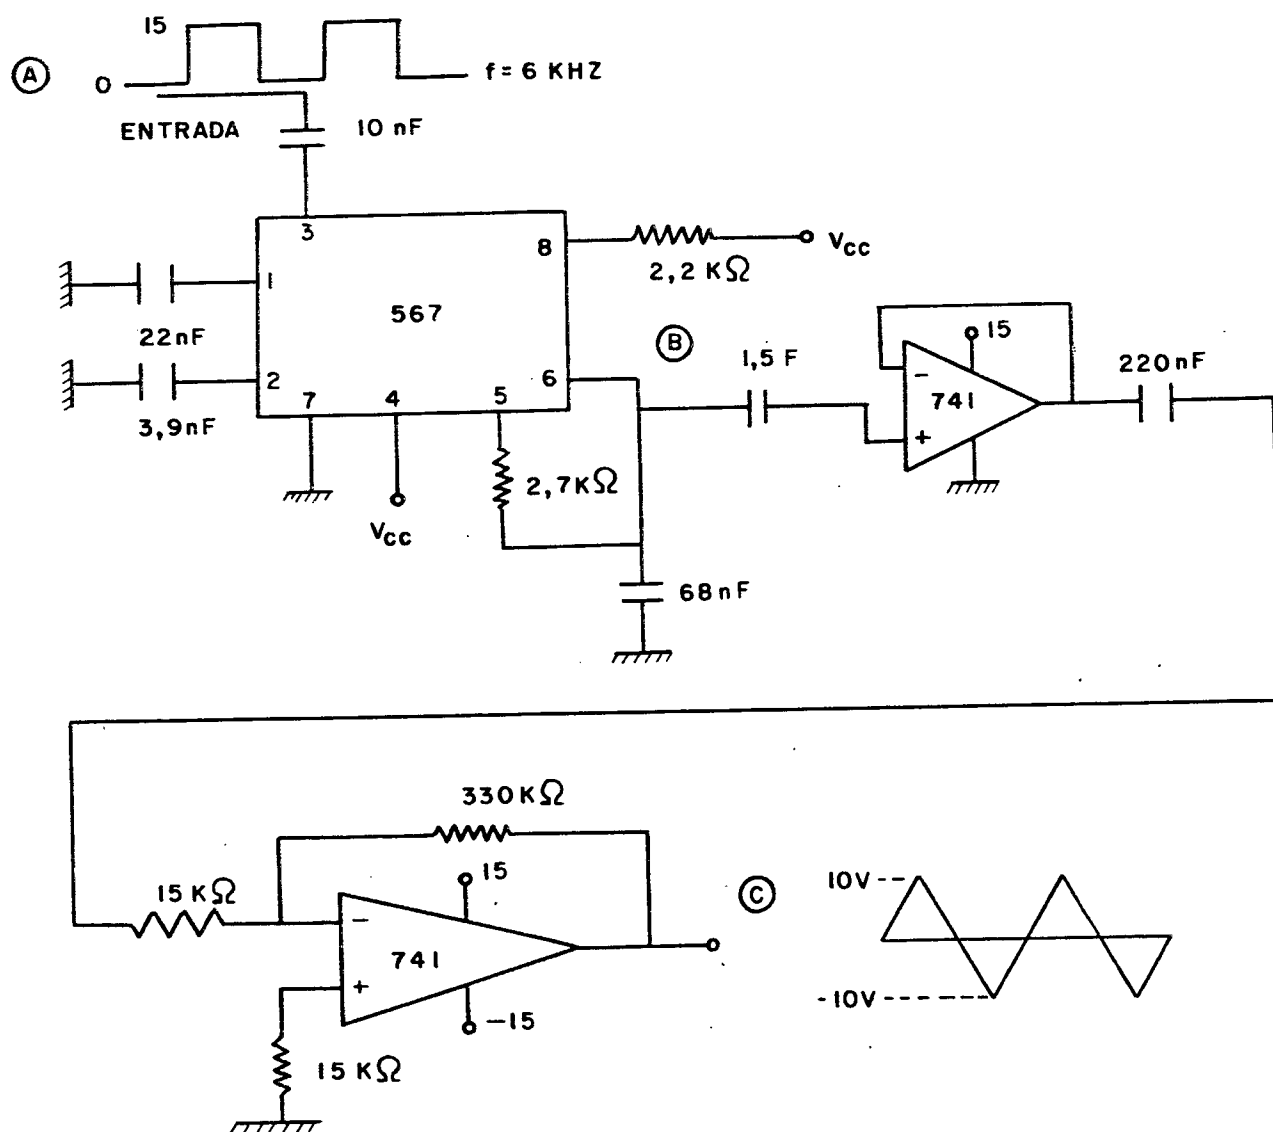 15
A
0
f = 6 KHZ
ENTRADA
10 nF
3
8
VCC
2,2 KΩ
1
567
22nF
B
15
1,5 F
220nF
2
6
−
741
+
3,9nF
7
4
5
2,7KΩ
VCC
68nF
330KΩ
15 KΩ
15
C
10V
−
741
+
-10V
−15
15 KΩ